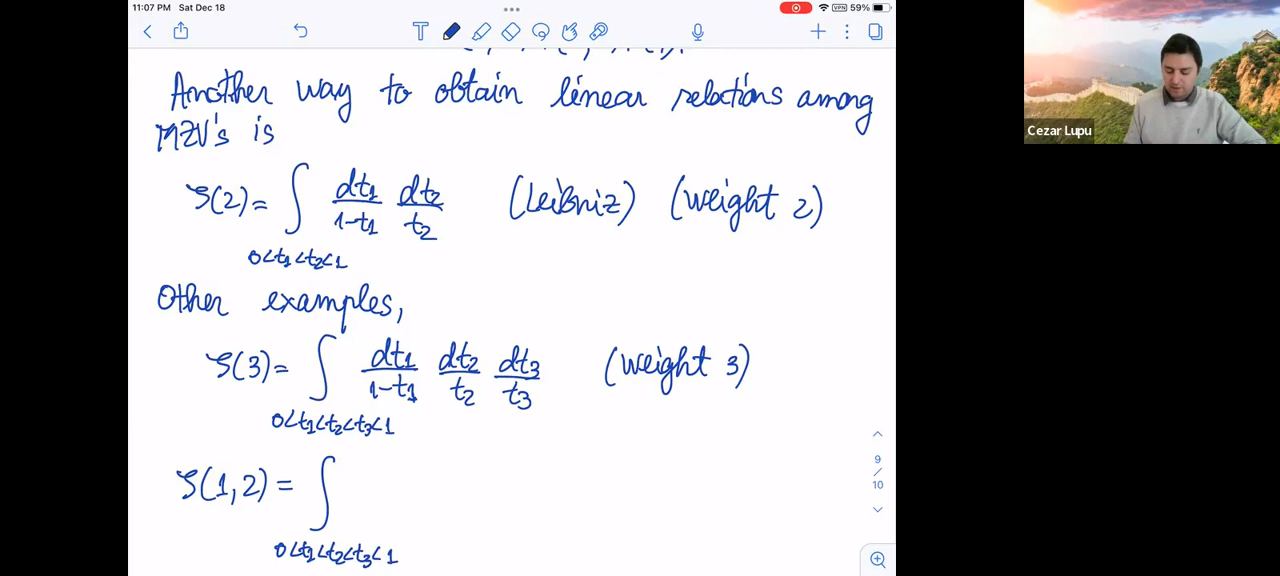 11:07 PM Sat Dec 18
VPN 59%
Another way to obtain linear relations among
MZV's is
ζ(2) = ∫ dt₁/(1-t₁) dt₂/t₂ (Leibniz) (weight 2)
0<t₁<t₂<1
Other examples,
ζ(3) = ∫ dt₁/(1-t₁) dt₂/t₂ dt₃/t₃ (weight 3)
0<t₁<t₂<t₃<1
ζ(1,2) = ∫
0<t₁<t₂<t₃<1
9
/
10
Cezar Lupu